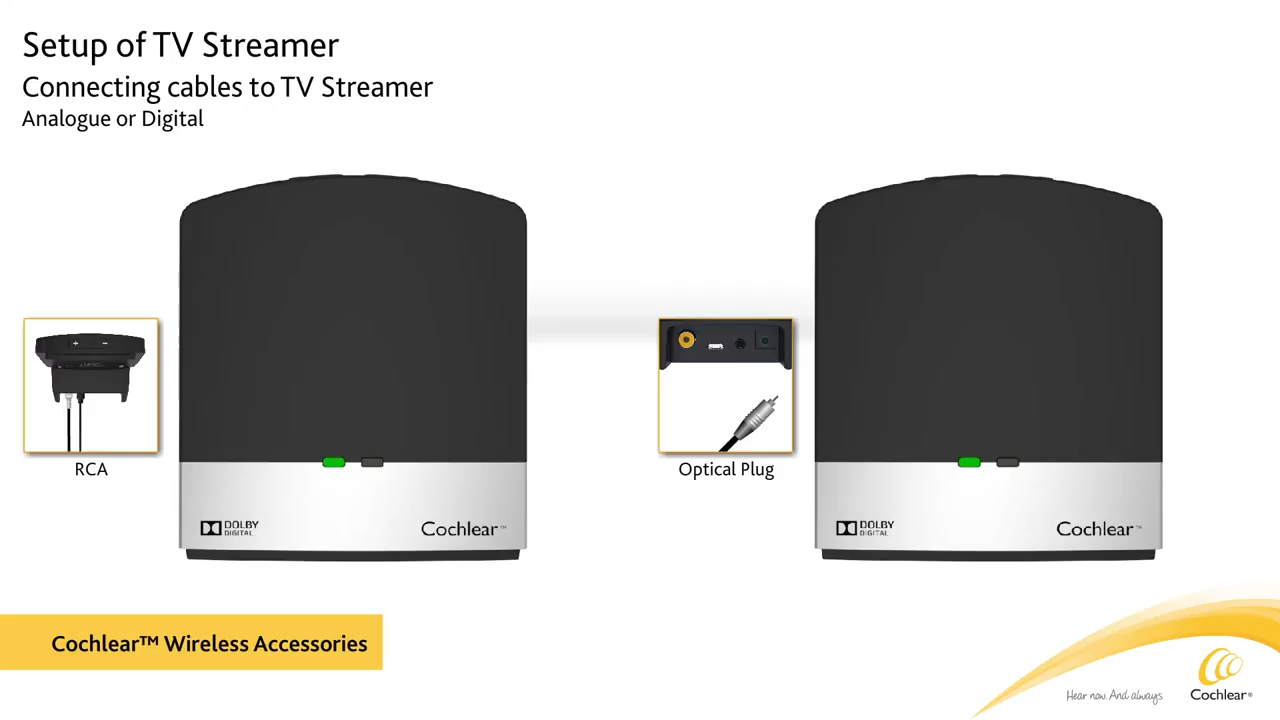 Setup of TV Streamer
Connecting cables to TV Streamer
Analogue or Digital
RCA
DOLBY
DIGITAL
Cochlear™
Optical Plug
DOLBY
DIGITAL
Cochlear™
Cochlear™ Wireless Accessories
Hear now. And always
Cochlear®